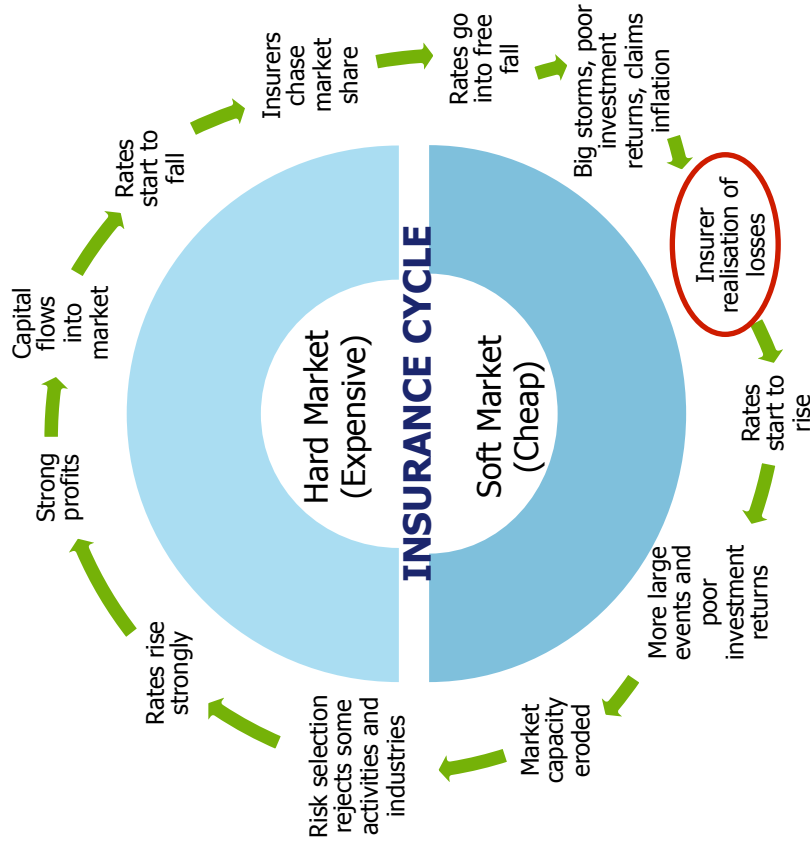 INSURANCE CYCLE
Hard Market
(Expensive)
Soft Market
(Cheap)
Strong
profits
Capital
flows
into
market
Rates
start to
fall
Insurers
chase
market
share
Rates go
into free
fall
Big storms, poor
investment
returns, claims
inflation
Insurer
realisation of
losses
Rates
start to
rise
More large
events and
poor
investment
returns
Market
capacity
eroded
Risk selection
rejects some
activities and
industries
Rates rise
strongly